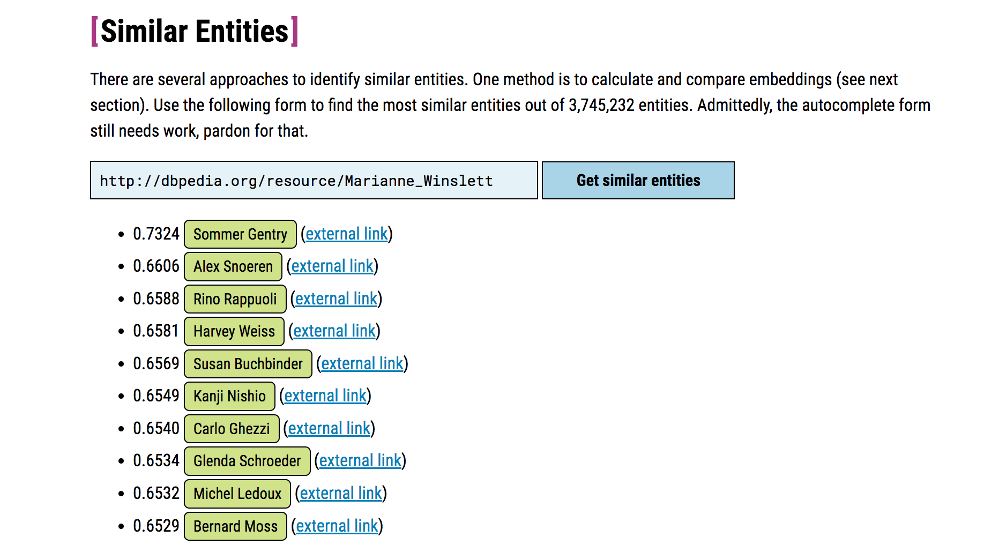 [Similar Entities]
There are several approaches to identify similar entities. One method is to calculate and compare embeddings (see next
section). Use the following form to find the most similar entities out of 3,745,232 entities. Admittedly, the autocomplete form
still needs work, pardon for that.
http://dbpedia.org/resource/Marianne_Winslett Get similar entities
• 0.7324 Sommer Gentry (external link)
• 0.6606 Alex Snoeren (external link)
• 0.6588 Rino Rappuoli (external link)
• 0.6581 Harvey Weiss (external link)
• 0.6569 Susan Buchbinder (external link)
• 0.6549 Kanji Nishio (external link)
• 0.6540 Carlo Ghezzi (external link)
• 0.6534 Glenda Schroeder (external link)
• 0.6532 Michel Ledoux (external link)
• 0.6529 Bernard Moss (external link)